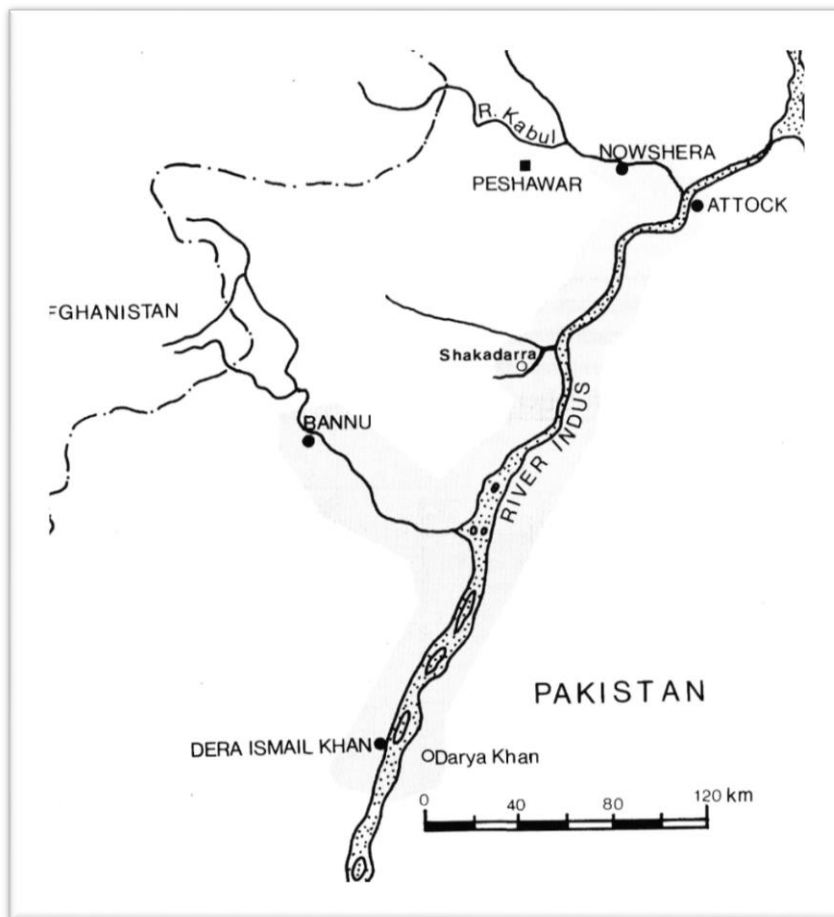 R. Kabul
NOWSHERA
PESHAWAR
ATTOCK
FGHANISTAN
Shakadarra
BANNU
RIVER INDUS
PAKISTAN
DERA ISMAIL KHAN
Darya Khan
0 40 80 120 km